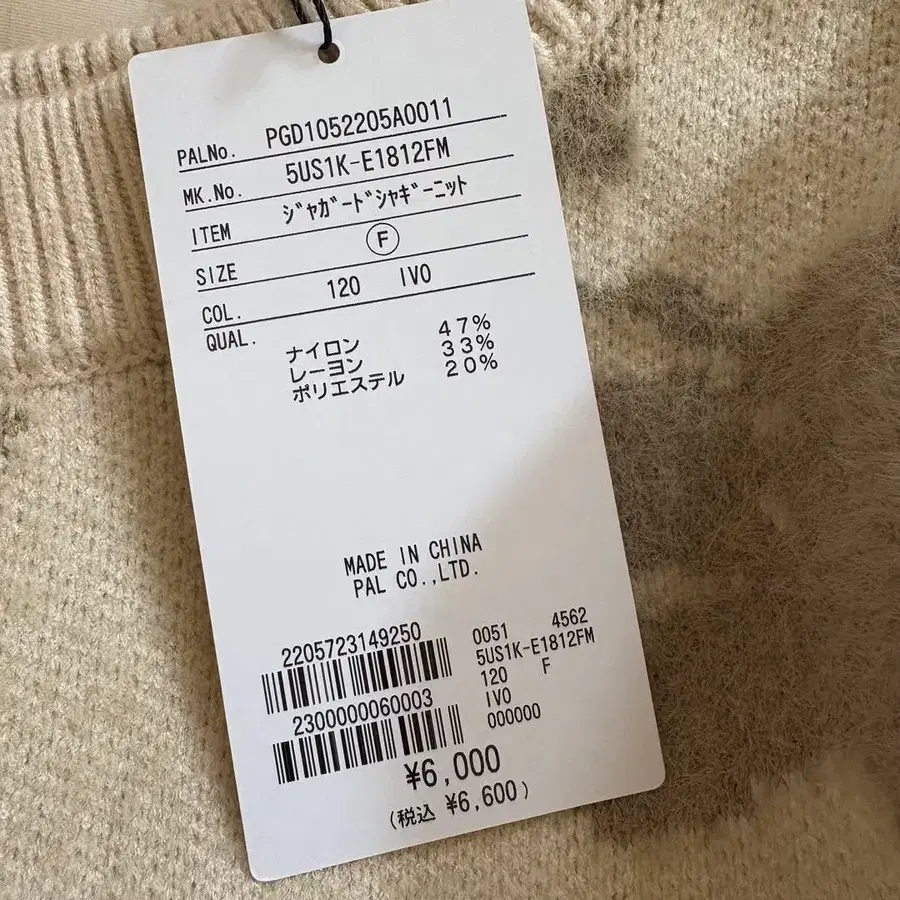 PALNo. PGD1052205A0011
MK.No. 5US1K-E1812FM
ITEM ｼﾞｬｶﾞｰﾄﾞｼｬｷﾞｰﾆｯﾄ
SIZE F
COL. 120 IVO
QUAL.
ナイロン 47%
レーヨン 33%
ポリエステル 20%
MADE IN CHINA
PAL CO.,LTD.
2205723149250
2300000060003
0051 4562
5US1K-E1812FM
120 F
IVO
000000
¥6,000
(税込 ¥6,600)